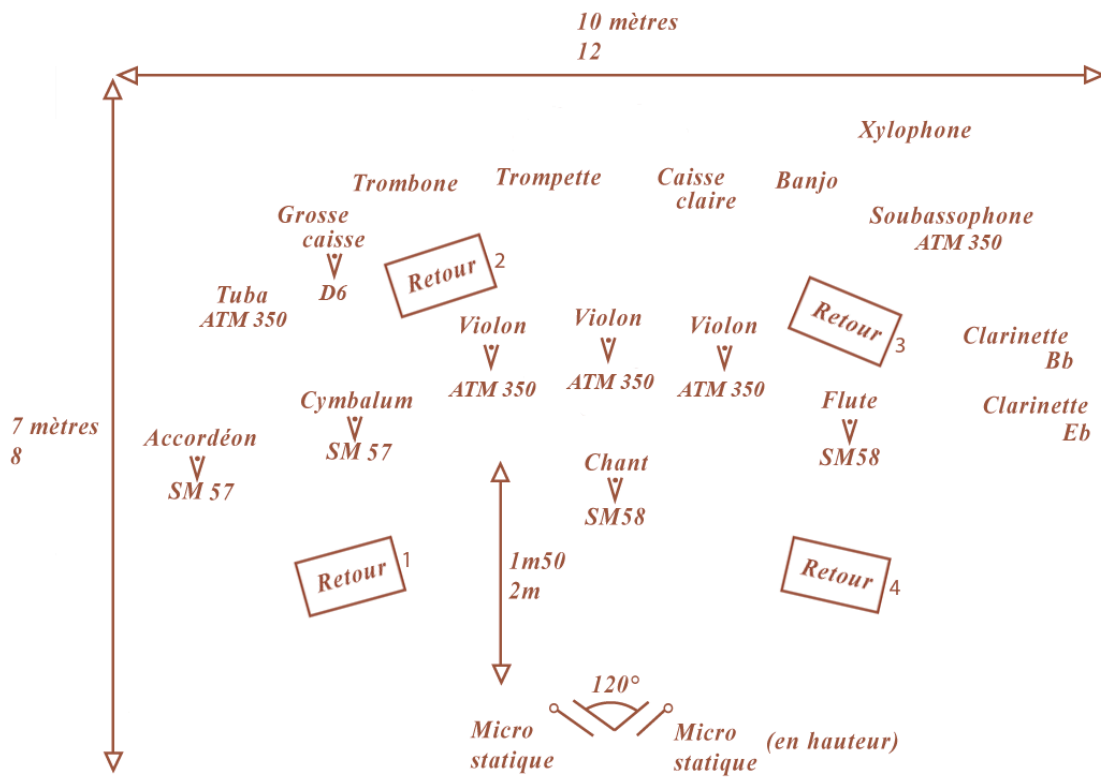 10 mètres
12
Xylophone
Trombone
Trompette
Caisse
claire
Banjo
Grosse
caisse
D6
Soubassophone
ATM 350
Retour 2
Tuba
ATM 350
Violon
ATM 350
Violon
ATM 350
Violon
ATM 350
Retour 3
Clarinette
Bb
Cymbalum
SM 57
Flute
SM58
Clarinette
Eb
7 mètres
8
Accordéon
SM 57
Chant
SM58
Retour 1
1m50
2m
Retour 4
120°
Micro
statique
Micro
statique
(en hauteur)